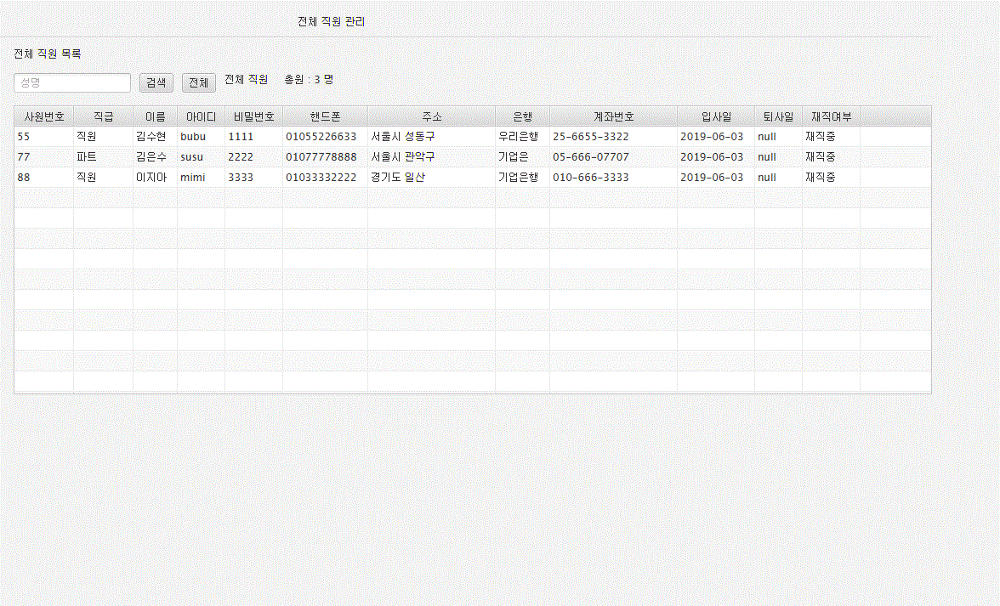 전체 직원 관리
전체 직원 목록
성명 검색 전체 전체 직원 총원 : 3 명
사원번호 직급 이름 아이디 비밀번호 핸드폰 주소 은행 계좌번호 입사일 퇴사일 재직여부
55 직원 김수현 bubu 1111 01055226633 서울시 성동구 우리은행 25-6655-3322 2019-06-03 null 재직중
77 파트 김은수 susu 2222 01077778888 서울시 관악구 기업은 05-666-07707 2019-06-03 null 재직중
88 직원 이지아 mimi 3333 01033332222 경기도 일산 기업은행 010-666-3333 2019-06-03 null 재직중